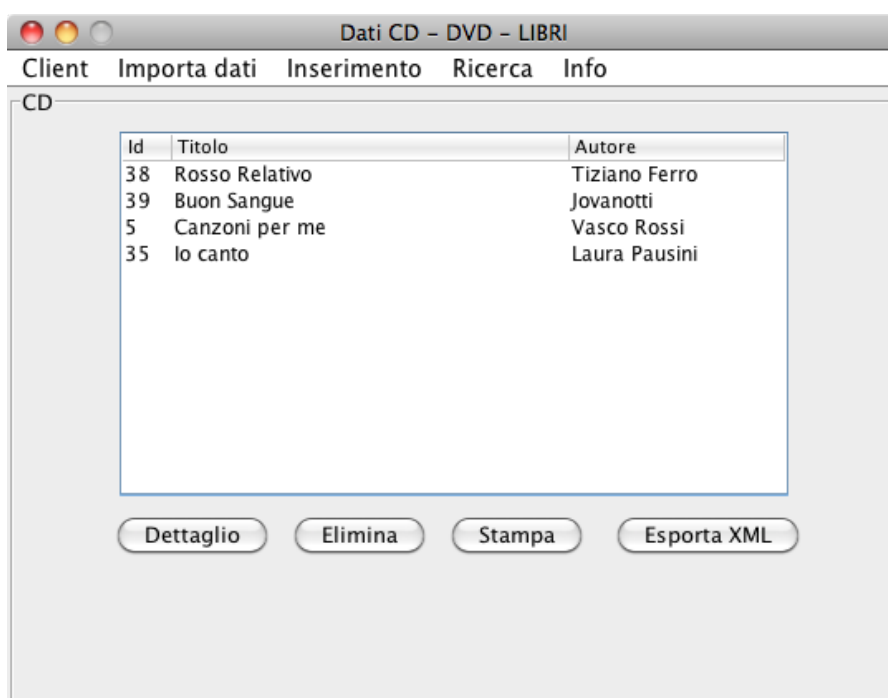 Dati CD – DVD – LIBRI
Client Importa dati Inserimento Ricerca Info
CD
Id Titolo Autore
38 Rosso Relativo Tiziano Ferro
39 Buon Sangue Jovanotti
5 Canzoni per me Vasco Rossi
35 Io canto Laura Pausini
Dettaglio Elimina Stampa Esporta XML